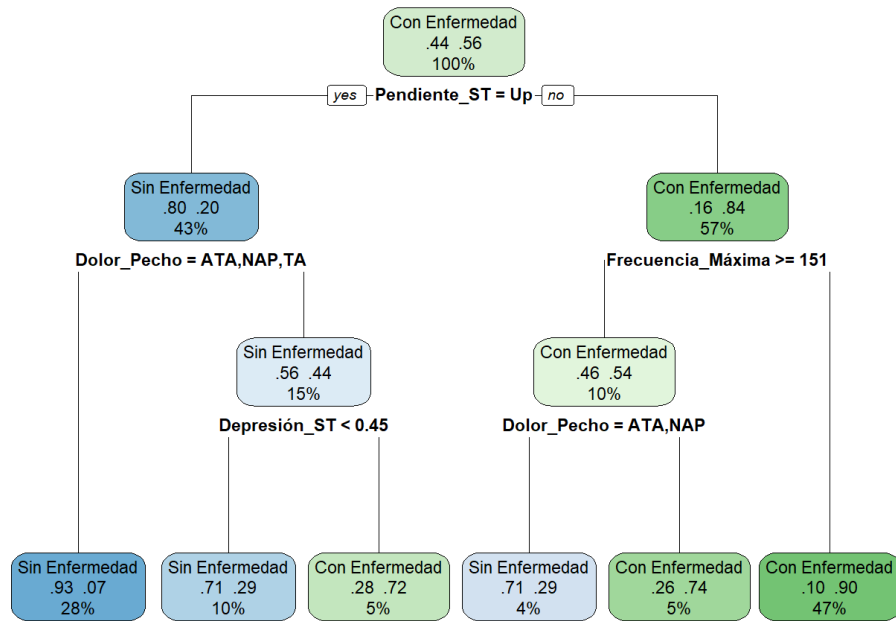 Con Enfermedad
.44 .56
100%
yes Pendiente_ST = Up no
Sin Enfermedad
.80 .20
43%
Con Enfermedad
.16 .84
57%
Dolor_Pecho = ATA,NAP,TA
Frecuencia_Máxima >= 151
Sin Enfermedad
.56 .44
15%
Con Enfermedad
.46 .54
10%
Depresión_ST < 0.45
Dolor_Pecho = ATA,NAP
Sin Enfermedad
.93 .07
28%
Sin Enfermedad
.71 .29
10%
Con Enfermedad
.28 .72
5%
Sin Enfermedad
.71 .29
4%
Con Enfermedad
.26 .74
5%
Con Enfermedad
.10 .90
47%